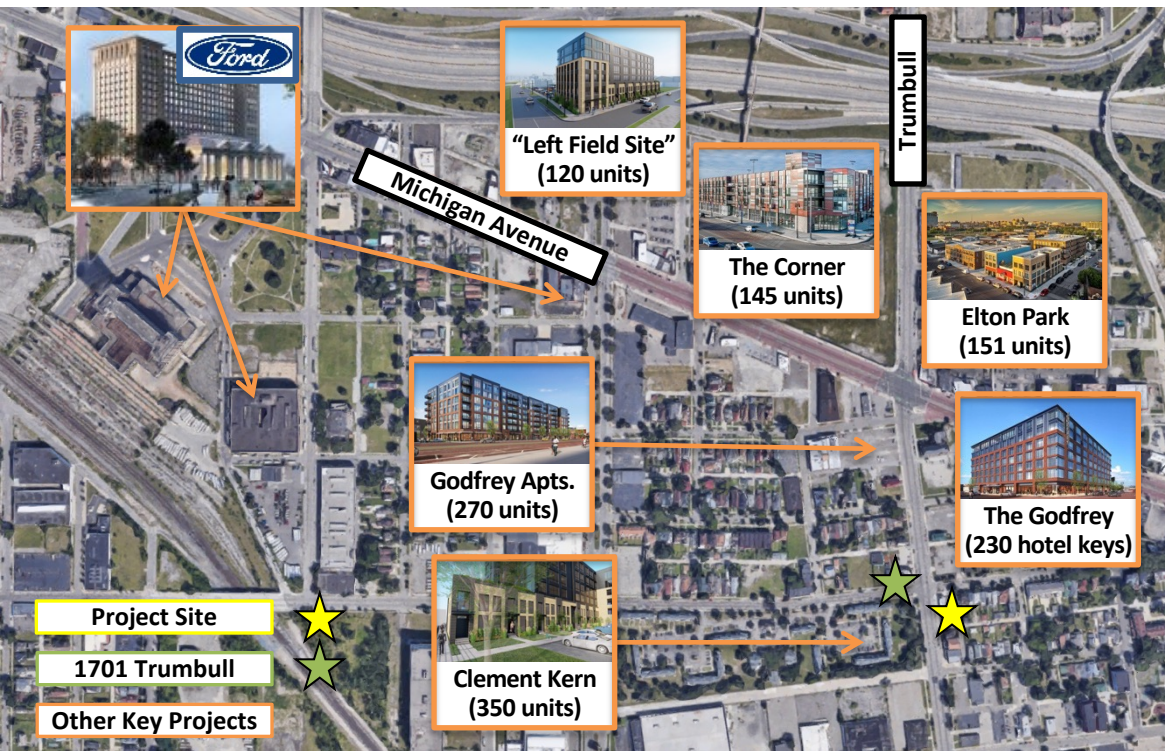 Ford
"Left Field Site"
(120 units)
Trumbull
Michigan Avenue
The Corner
(145 units)
Elton Park
(151 units)
Godfrey Apts.
(270 units)
The Godfrey
(230 hotel keys)
Clement Kern
(350 units)
Project Site
1701 Trumbull
Other Key Projects